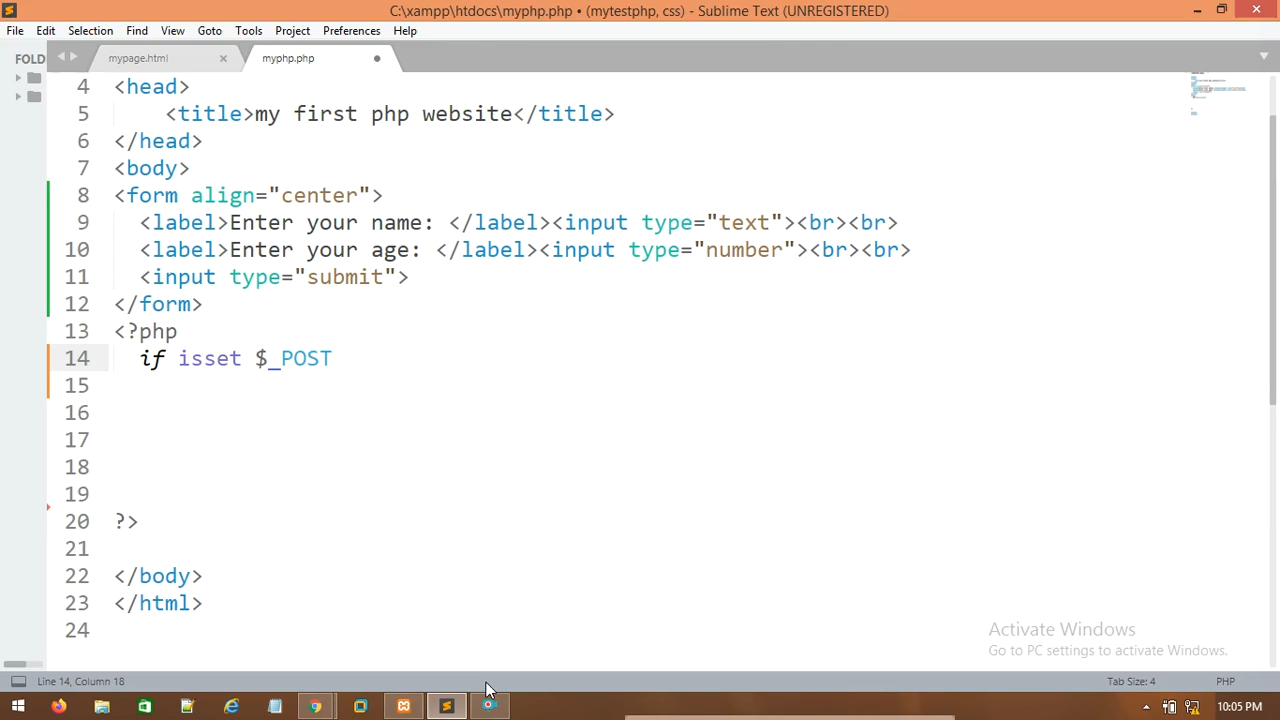 C:\xampp\htdocs\myphp.php • (mytestphp, css) - Sublime Text (UNREGISTERED)
File Edit Selection Find View Goto Tools Project Preferences Help
FOLD
mypage.html
myphp.php
4 <head>
5 <title>my first php website</title>
6 </head>
7 <body>
8 <form align="center">
9 <label>Enter your name: </label><input type="text"><br><br>
10 <label>Enter your age: </label><input type="number"><br><br>
11 <input type="submit">
12 </form>
13 <?php
14 if isset $_POST
15
16
17
18
19
20 ?>
21
22 </body>
23 </html>
24
Activate Windows
Go to PC settings to activate Windows.
Line 14, Column 18
Tab Size: 4
PHP
10:05 PM